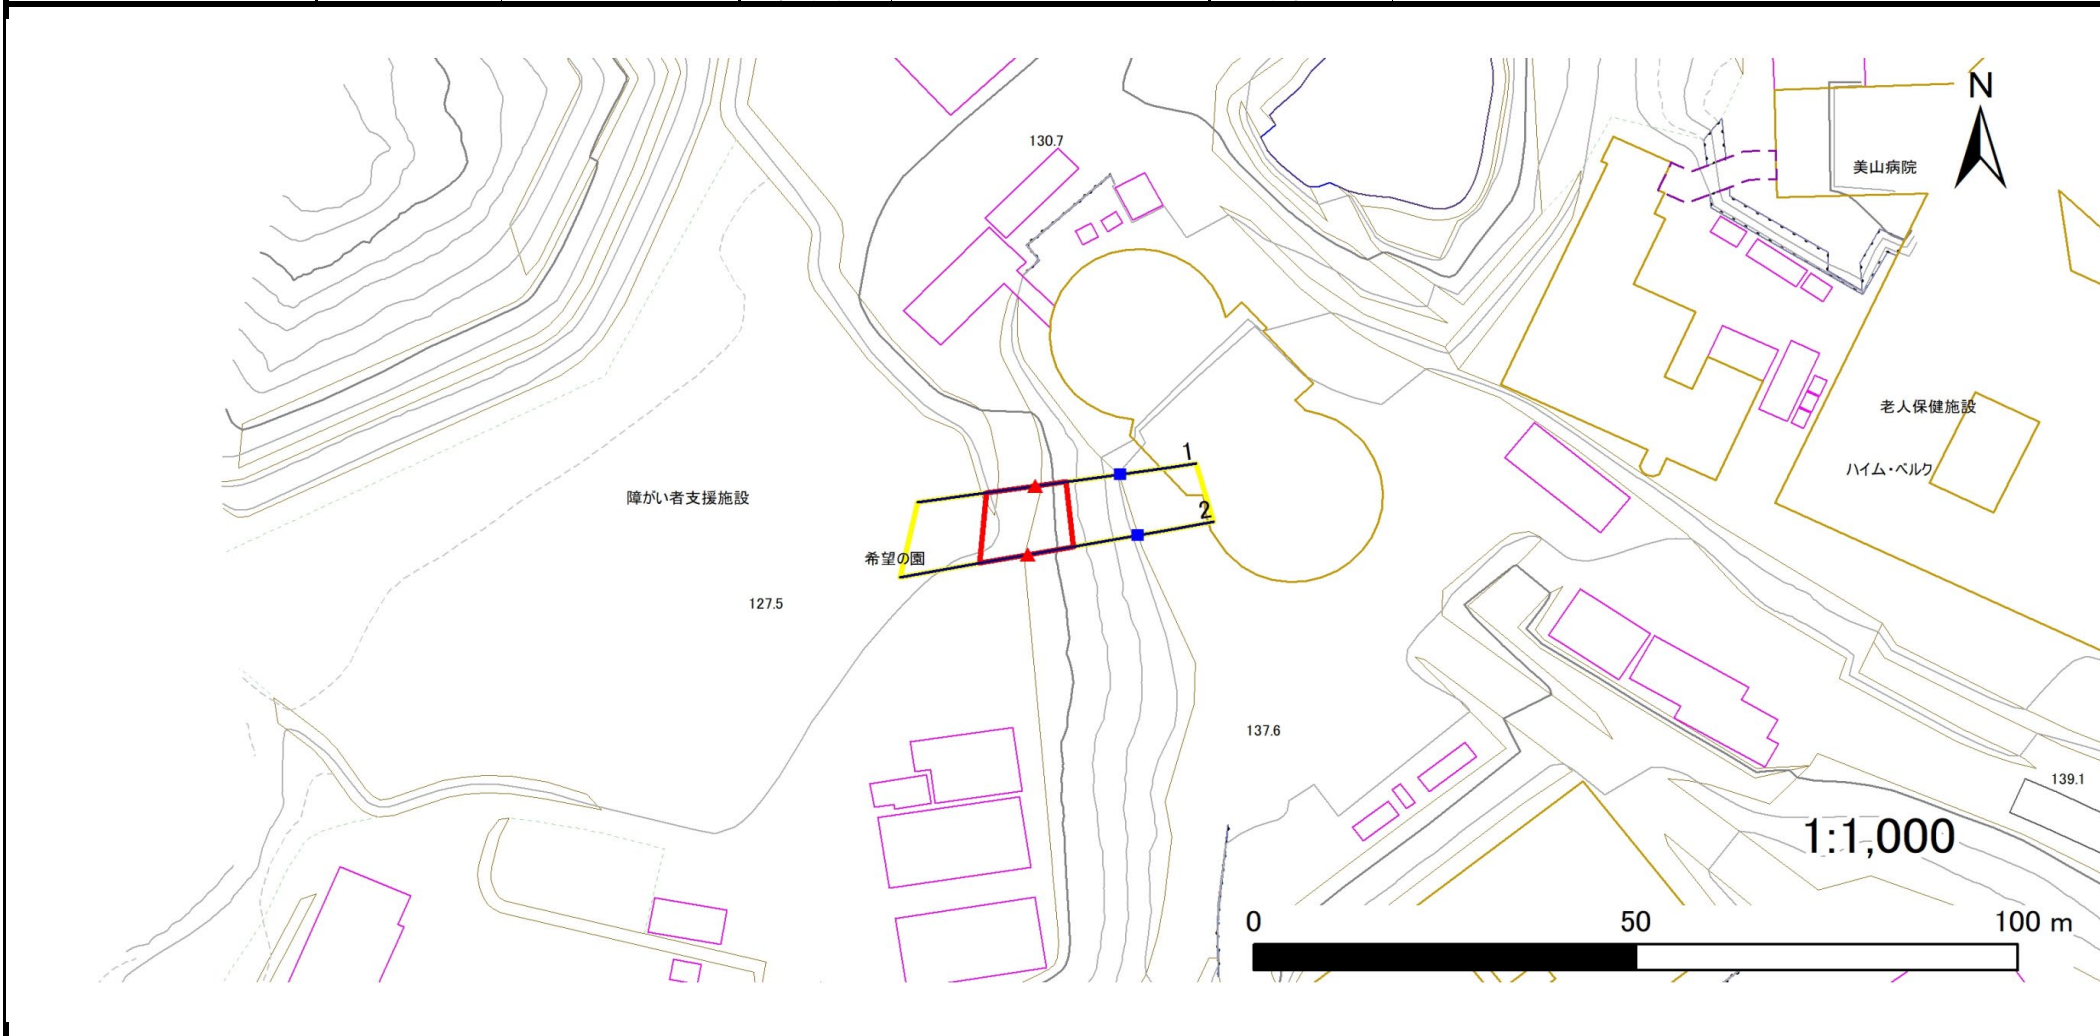 N
130.7
美山病院
老人保健施設
1
ハイム・ベルク
障がい者支援施設
2
希望の園
127.5
137.6
139.1
1:1,000
0 50 100 m